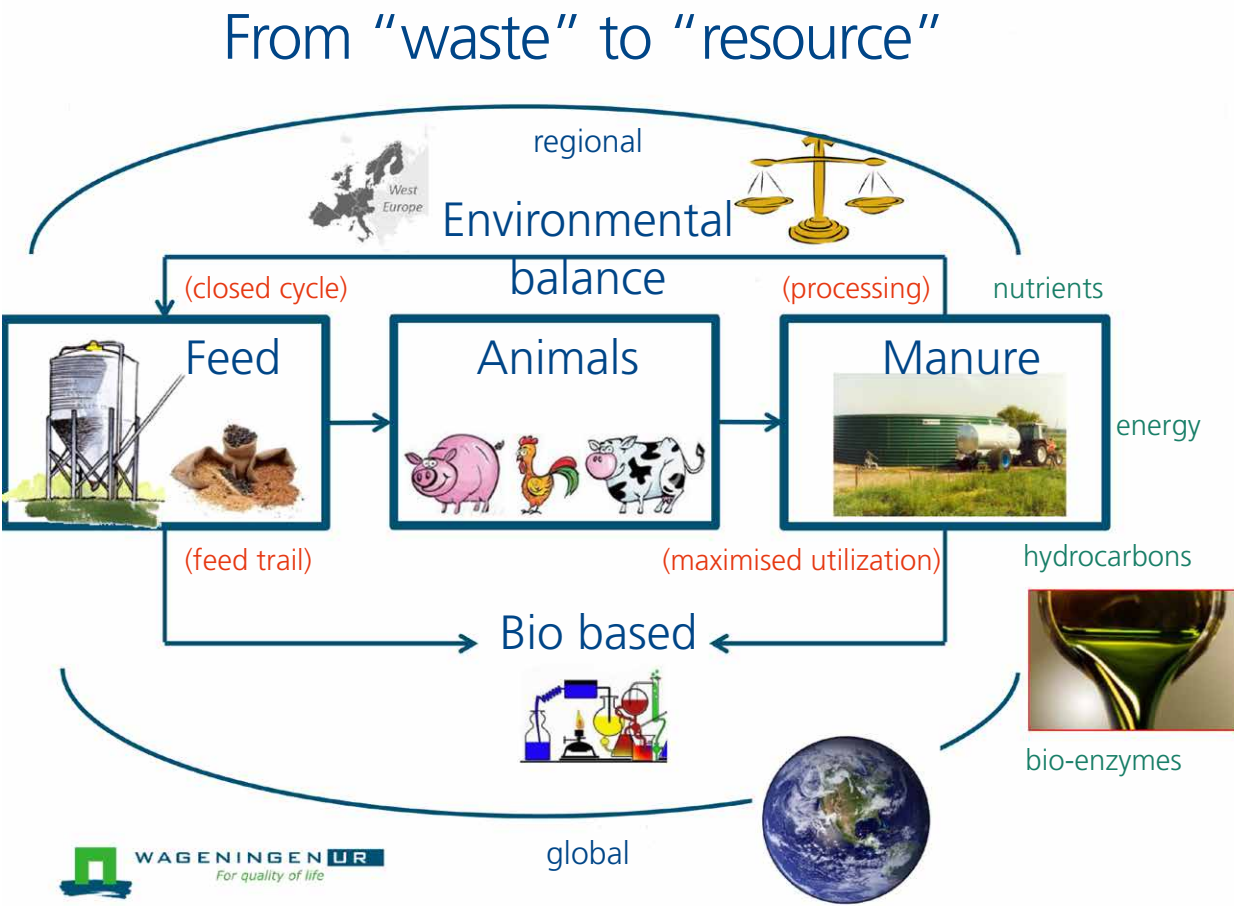 From “waste” to “resource”
regional
West
Europe
Environmental
balance
(closed cycle)
(processing)
nutrients
Feed
Animals
Manure
energy
(feed trail)
(maximised utilization)
hydrocarbons
Bio based
bio-enzymes
global
WAGENINGEN UR
For quality of life